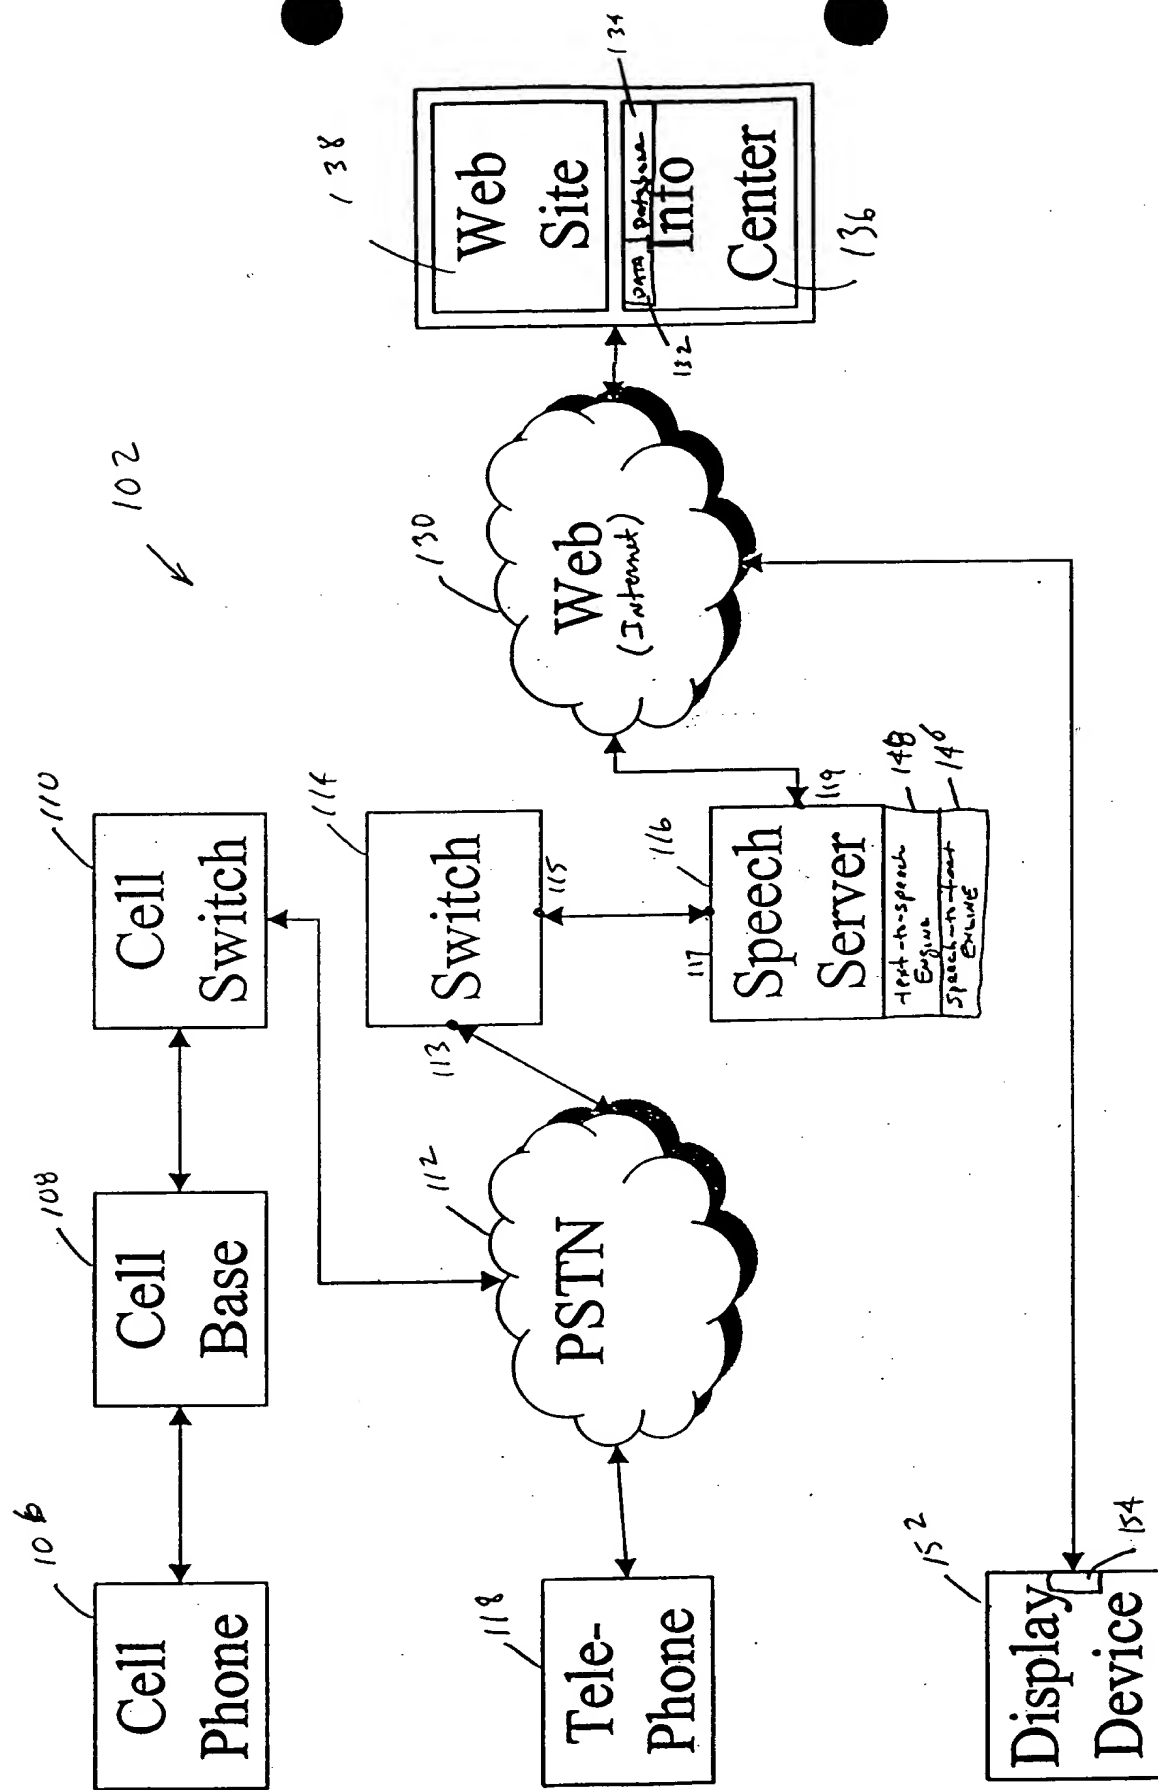 102
106
Cell
Phone
108
Cell
Base
110
Cell
Switch
118
Tele-
Phone
112
PSTN
113
114
Switch
115
116
117
Speech
Server
119
text-to-speech
Engine
148
speech-to-text
ENGINE
146
130
Web
(Internet)
138
Web
Site
132
DATA
Database
134
Info
Center
136
152
Display
Device
154